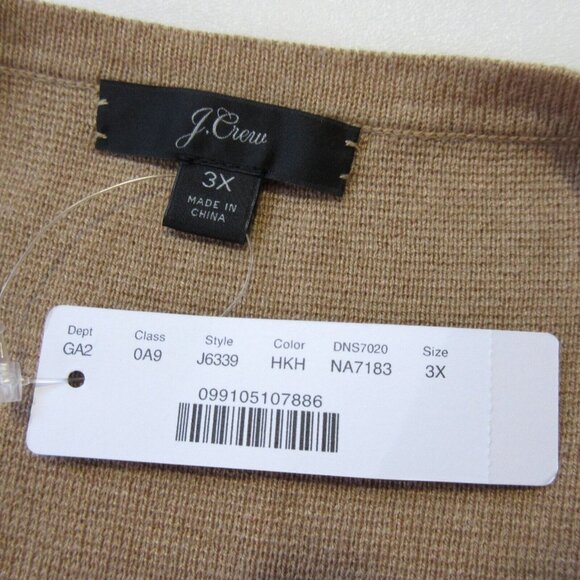 J.Crew
3X
MADE IN
CHINA
Dept Class Style Color DNS7020 Size
GA2 0A9 J6339 HKH NA7183 3X
099105107886